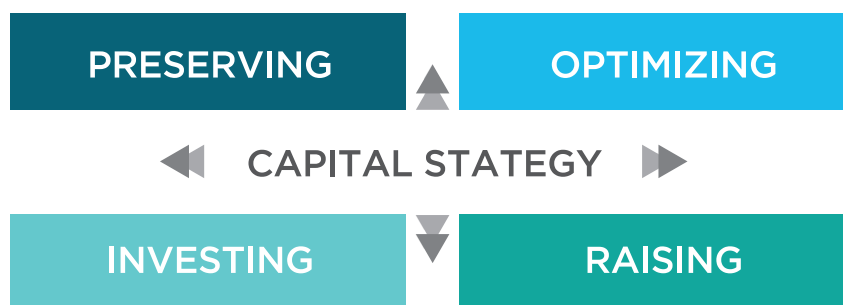 PRESERVING
OPTIMIZING
CAPITAL STATEGY
INVESTING
RAISING